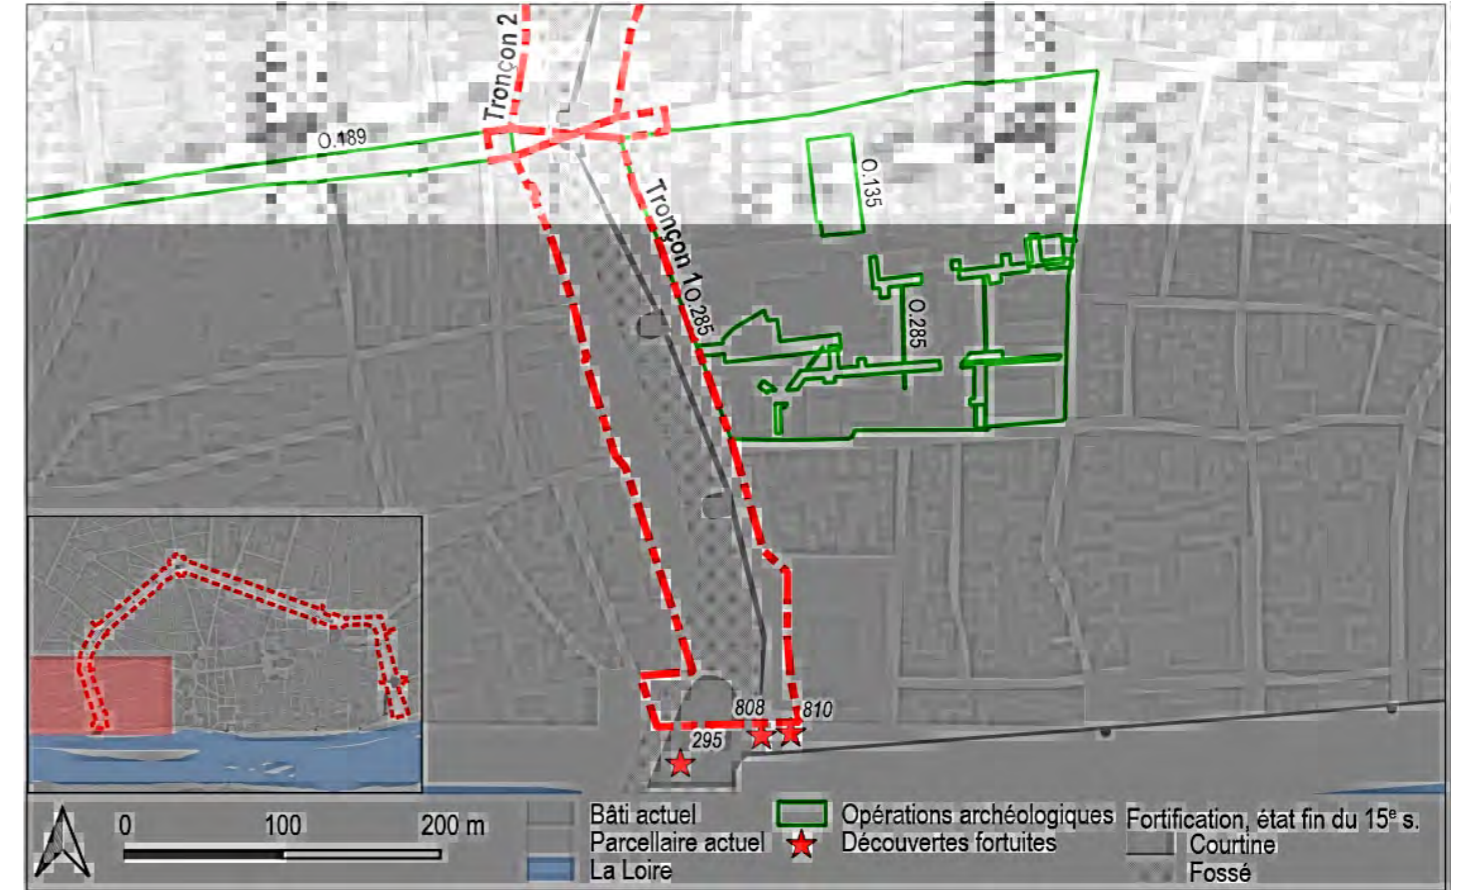 Tronçon 2
O.189
O.135
Tronçon 1
O.285
O.285
808
810
295
0 100 200 m
Bâti actuel
Parcellaire actuel
La Loire
Opérations archéologiques
Découvertes fortuites
Fortification, état fin du 15e s.
Courtine
Fossé